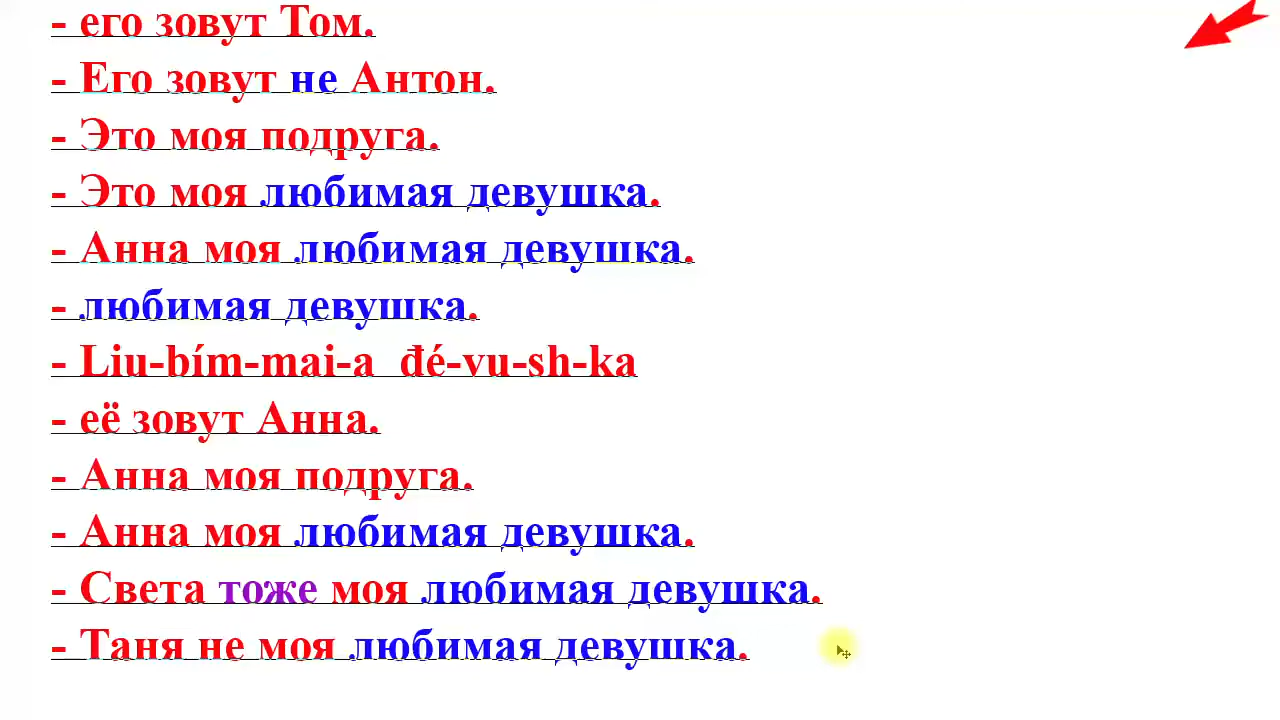 - его зовут Том.
- Его зовут не Антон.
- Это моя подруга.
- Это моя любимая девушка.
- Анна моя любимая девушка.
- любимая девушка.
- Liu-bím-mai-a đé-vu-sh-ka
- её зовут Анна.
- Анна моя подруга.
- Анна моя любимая девушка.
- Света тоже моя любимая девушка.
- Таня не моя любимая девушка.